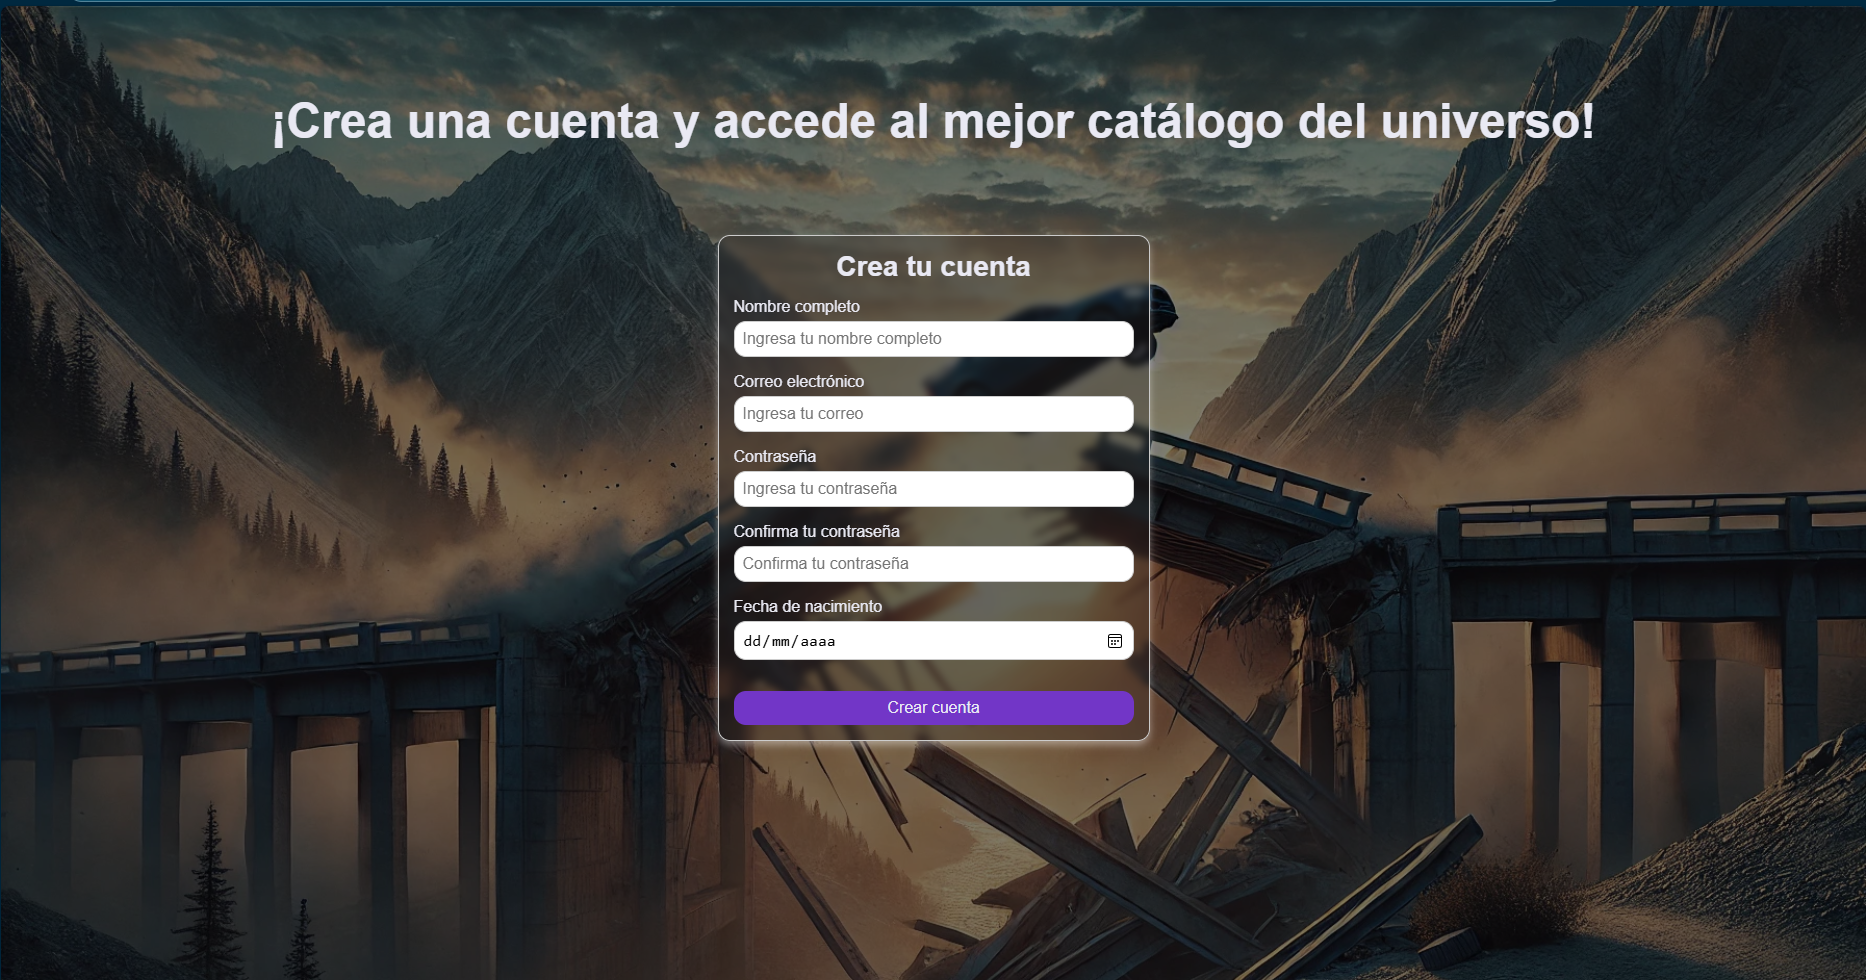 ¡Crea una cuenta y accede al mejor catálogo del universo!
Crea tu cuenta
Nombre completo
Ingresa tu nombre completo
Correo electrónico
Ingresa tu correo
Contraseña
Ingresa tu contraseña
Confirma tu contraseña
Confirma tu contraseña
Fecha de nacimiento
dd/mm/aaaa
Crear cuenta